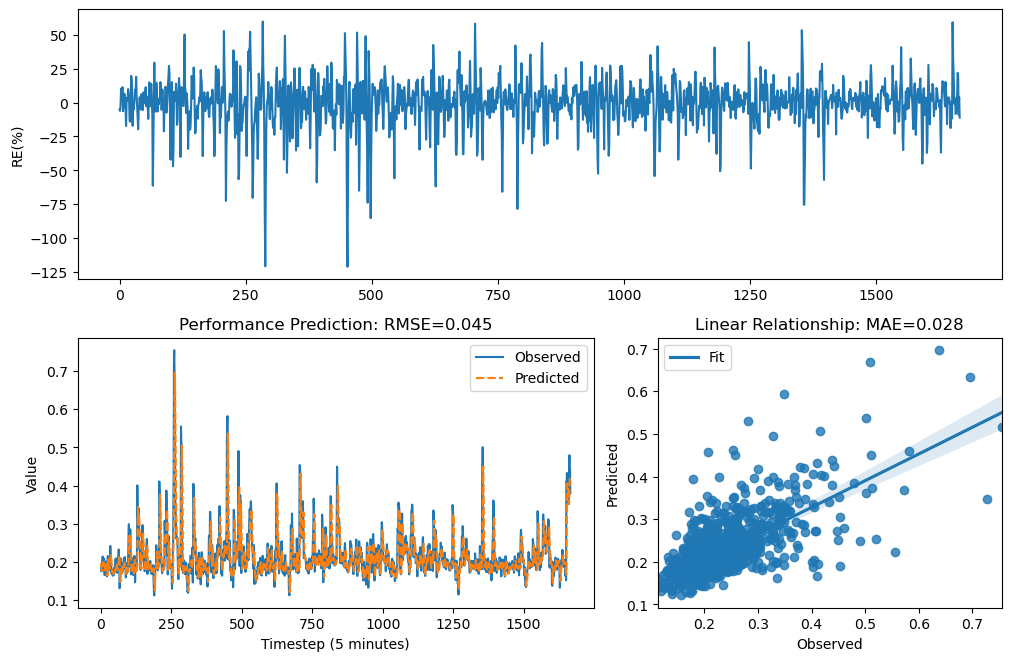 50
25
0
−25
−50
−75
−100
−125
RE(%)
0 250 500 750 1000 1250 1500
Performance Prediction: RMSE=0.045
Observed
Predicted
0.7
0.6
0.5
0.4
0.3
0.2
0.1
Value
0 250 500 750 1000 1250 1500
Timestep (5 minutes)
Linear Relationship: MAE=0.028
Fit
0.7
0.6
0.5
0.4
0.3
0.2
0.1
Predicted
0.2 0.3 0.4 0.5 0.6 0.7
Observed